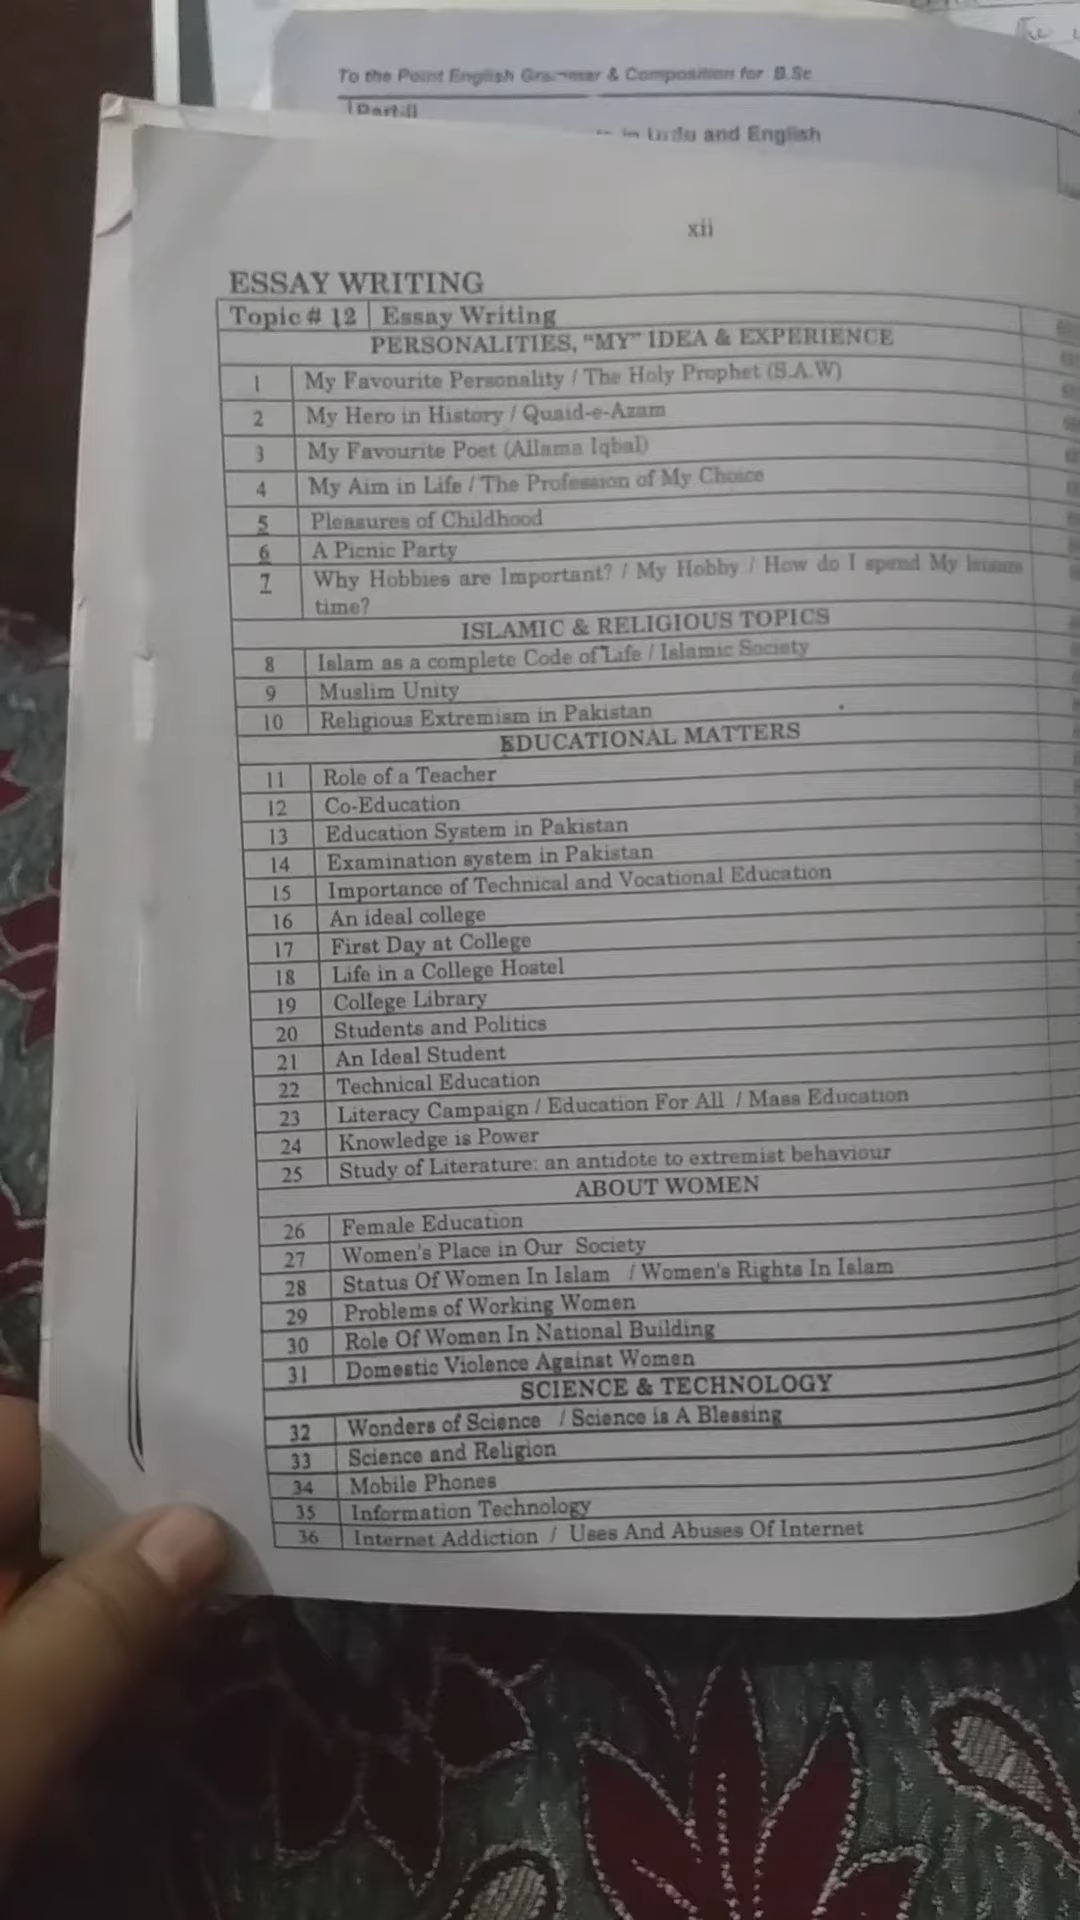 To the Point English Grammar & Composition for B.Sc
Part-II
in Urdu and English
xii
ESSAY WRITING
Topic # 12 Essay Writing
PERSONALITIES, "MY" IDEA & EXPERIENCE
1 My Favourite Personality / The Holy Prophet (S.A.W)
2 My Hero in History / Quaid-e-Azam
3 My Favourite Poet (Allama Iqbal)
4 My Aim in Life / The Profession of My Choice
5 Pleasures of Childhood
6 A Picnic Party
7 Why Hobbies are Important? / My Hobby / How do I spend My leisure
time?
ISLAMIC & RELIGIOUS TOPICS
8 Islam as a complete Code of Life / Islamic Society
9 Muslim Unity
10 Religious Extremism in Pakistan
EDUCATIONAL MATTERS
11 Role of a Teacher
12 Co-Education
13 Education System in Pakistan
14 Examination system in Pakistan
15 Importance of Technical and Vocational Education
16 An ideal college
17 First Day at College
18 Life in a College Hostel
19 College Library
20 Students and Politics
21 An Ideal Student
22 Technical Education
23 Literacy Campaign / Education For All / Mass Education
24 Knowledge is Power
25 Study of Literature: an antidote to extremist behaviour
ABOUT WOMEN
26 Female Education
27 Women's Place in Our Society
28 Status Of Women In Islam / Women's Rights In Islam
29 Problems of Working Women
30 Role Of Women In National Building
31 Domestic Violence Against Women
SCIENCE & TECHNOLOGY
32 Wonders of Science / Science is A Blessing
33 Science and Religion
34 Mobile Phones
35 Information Technology
36 Internet Addiction / Uses And Abuses Of Internet